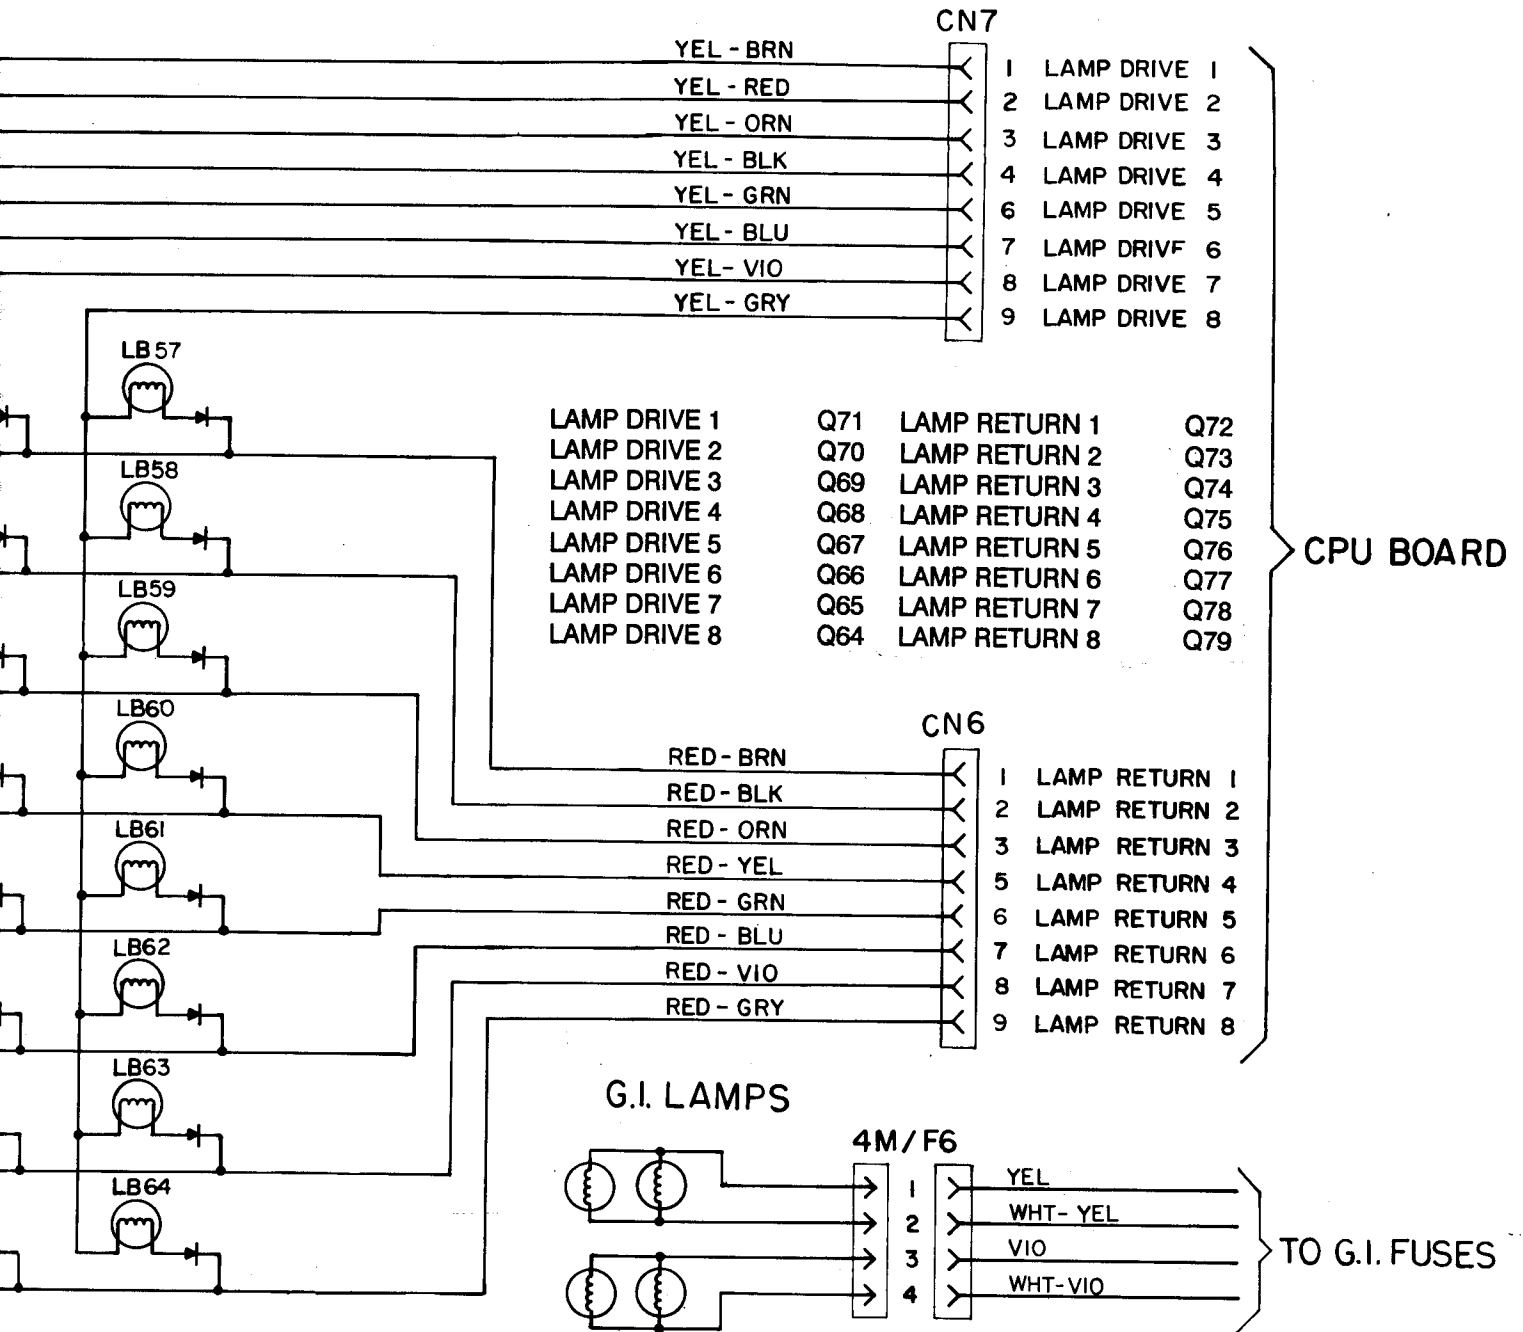 CN7
YEL - BRN 1 LAMP DRIVE 1
YEL - RED 2 LAMP DRIVE 2
YEL - ORN 3 LAMP DRIVE 3
YEL - BLK 4 LAMP DRIVE 4
YEL - GRN 6 LAMP DRIVE 5
YEL - BLU 7 LAMP DRIVE 6
YEL - VIO 8 LAMP DRIVE 7
YEL - GRY 9 LAMP DRIVE 8
LB57
LB58
LB59
LB60
LB61
LB62
LB63
LB64
LAMP DRIVE 1 Q71 LAMP RETURN 1 Q72
LAMP DRIVE 2 Q70 LAMP RETURN 2 Q73
LAMP DRIVE 3 Q69 LAMP RETURN 3 Q74
LAMP DRIVE 4 Q68 LAMP RETURN 4 Q75
LAMP DRIVE 5 Q67 LAMP RETURN 5 Q76
LAMP DRIVE 6 Q66 LAMP RETURN 6 Q77
LAMP DRIVE 7 Q65 LAMP RETURN 7 Q78
LAMP DRIVE 8 Q64 LAMP RETURN 8 Q79
CPU BOARD
CN6
RED - BRN 1 LAMP RETURN 1
RED - BLK 2 LAMP RETURN 2
RED - ORN 3 LAMP RETURN 3
RED - YEL 5 LAMP RETURN 4
RED - GRN 6 LAMP RETURN 5
RED - BLU 7 LAMP RETURN 6
RED - VIO 8 LAMP RETURN 7
RED - GRY 9 LAMP RETURN 8
G.I. LAMPS
4M/F6
1 YEL
2 WHT- YEL
3 VIO
4 WHT-VIO
TO G.I. FUSES